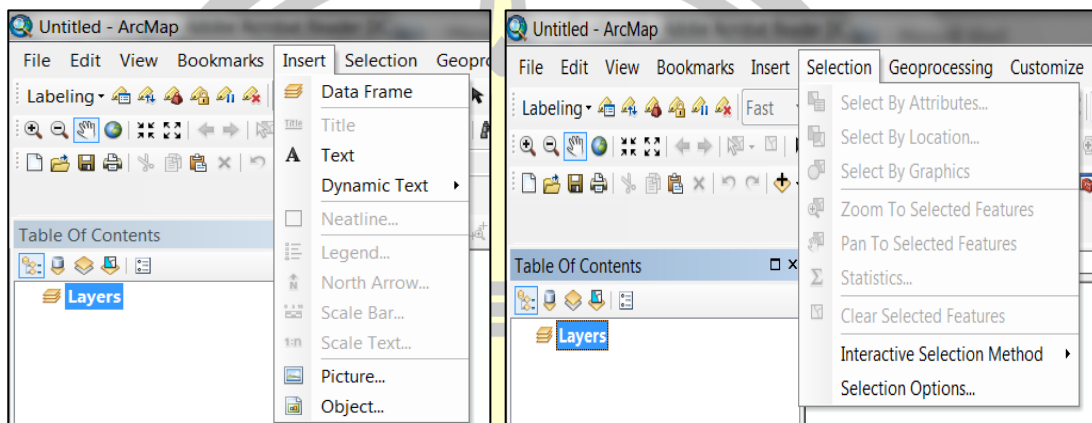 Untitled - ArcMap
File Edit View Bookmarks Insert Selection
Labeling
Data Frame
Title Title
A Text
Dynamic Text
Neatline...
Legend...
N North Arrow...
Scale Bar...
1:n Scale Text...
Picture...
Object...
Table Of Contents
Layers
Untitled - ArcMap
File Edit View Bookmarks Insert Selection Geoprocessing Customize
Labeling Fast
Select By Attributes...
Select By Location...
Select By Graphics
Zoom To Selected Features
Pan To Selected Features
Σ Statistics...
Clear Selected Features
Interactive Selection Method
Selection Options...
Table Of Contents
Layers